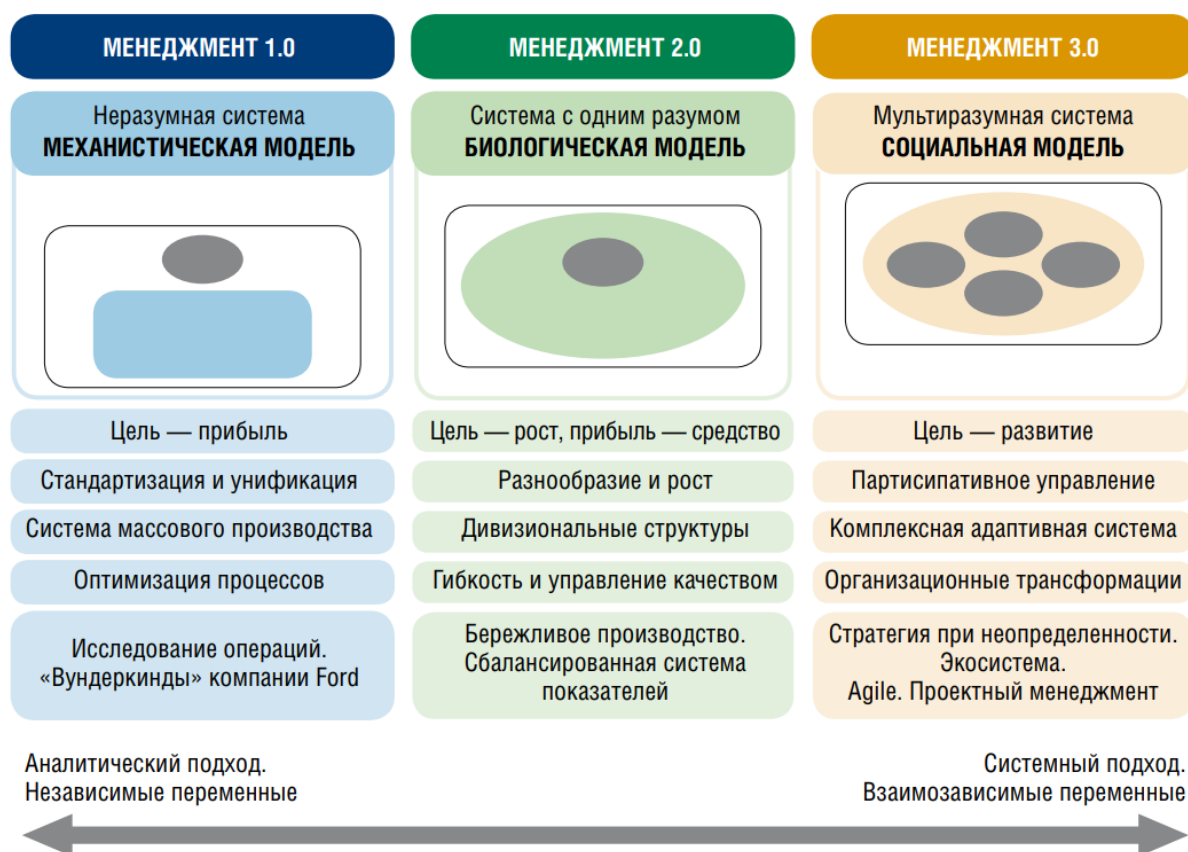 МЕНЕДЖМЕНТ 1.0
Неразумная система
МЕХАНИСТИЧЕСКАЯ МОДЕЛЬ
Цель — прибыль
Стандартизация и унификация
Система массового производства
Оптимизация процессов
Исследование операций.
«Вундеркинды» компании Ford
МЕНЕДЖМЕНТ 2.0
Система с одним разумом
БИОЛОГИЧЕСКАЯ МОДЕЛЬ
Цель — рост, прибыль — средство
Разнообразие и рост
Дивизиональные структуры
Гибкость и управление качеством
Бережливое производство.
Сбалансированная система
показателей
МЕНЕДЖМЕНТ 3.0
Мультиразумная система
СОЦИАЛЬНАЯ МОДЕЛЬ
Цель — развитие
Партисипативное управление
Комплексная адаптивная система
Организационные трансформации
Стратегия при неопределенности.
Экосистема.
Agile. Проектный менеджмент
Аналитический подход.
Независимые переменные
Системный подход.
Взаимозависимые переменные